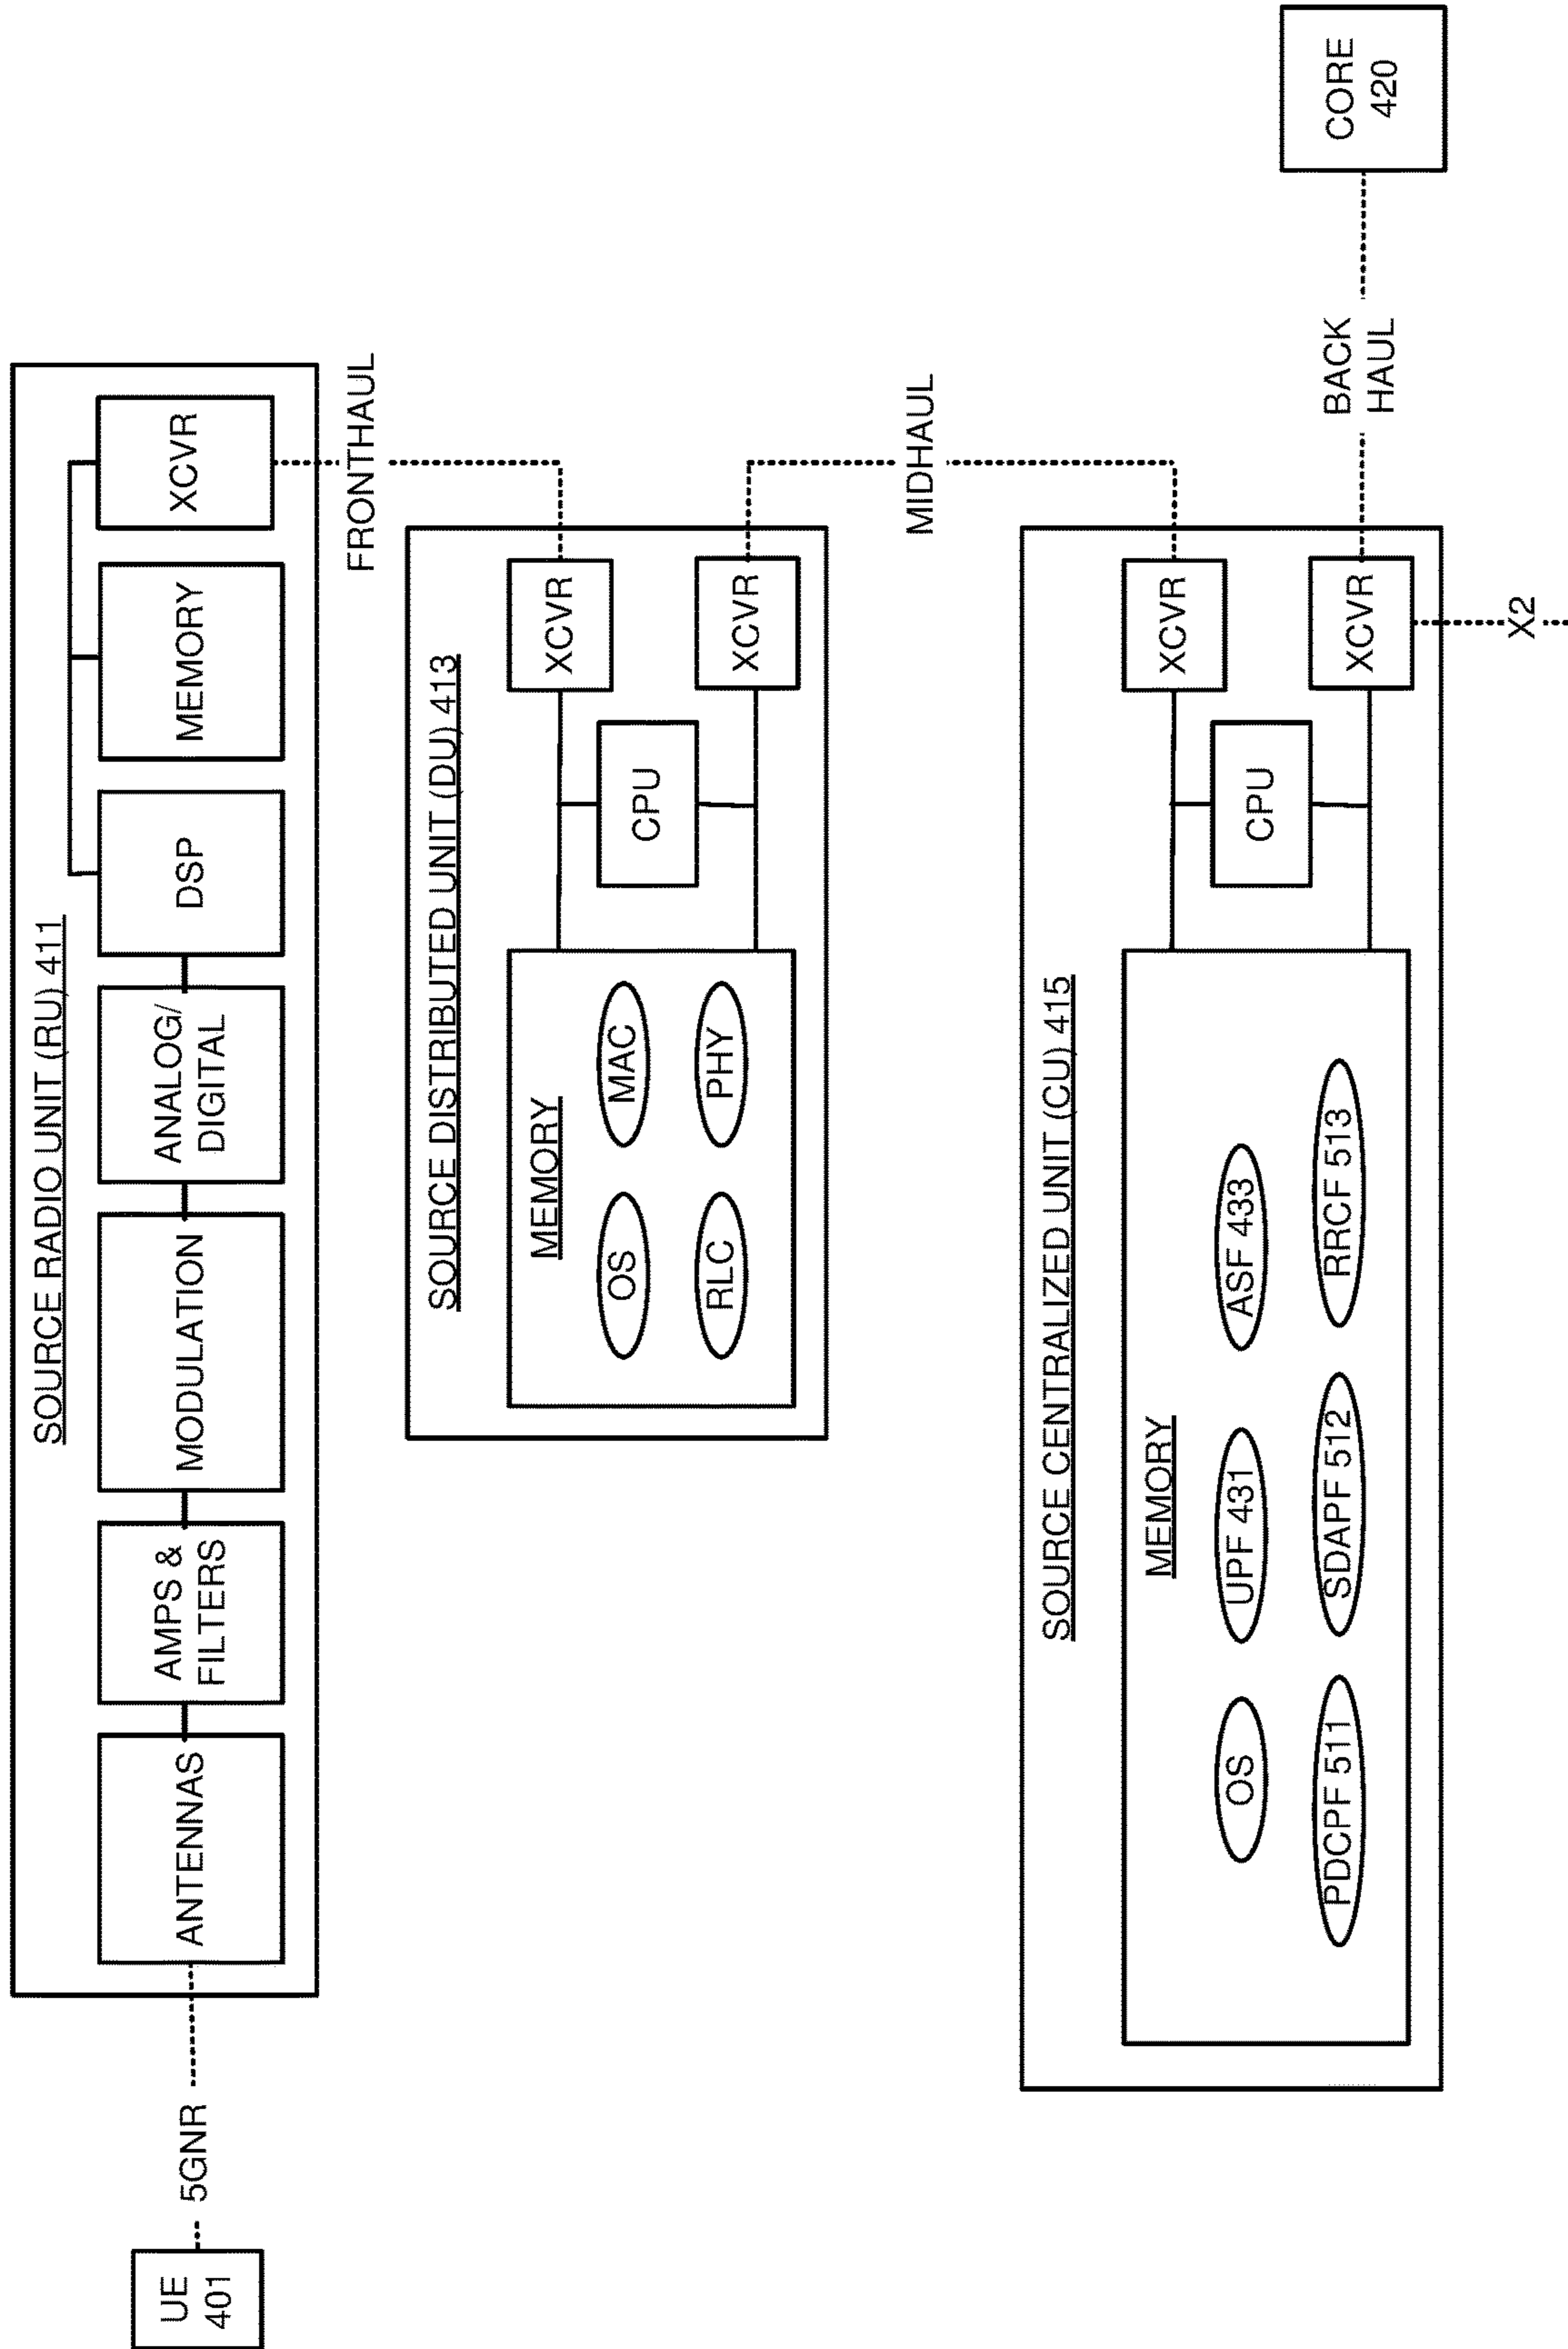 SOURCE RADIO UNIT (RU) 411
UE
401
5GNR
ANTENNAS
AMPS &
FILTERS
MODULATION
ANALOG/
DIGITAL
DSP
MEMORY
XCVR
FRONTHAUL
SOURCE DISTRIBUTED UNIT (DU) 413
MEMORY
OS
MAC
RLC
PHY
CPU
XCVR
XCVR
MIDHAUL
SOURCE CENTRALIZED UNIT (CU) 415
MEMORY
OS
UPF 431
ASF 433
PDCPF 511
SDAPF 512
RRCF 513
CPU
XCVR
XCVR
BACK
HAUL
CORE
420
X2